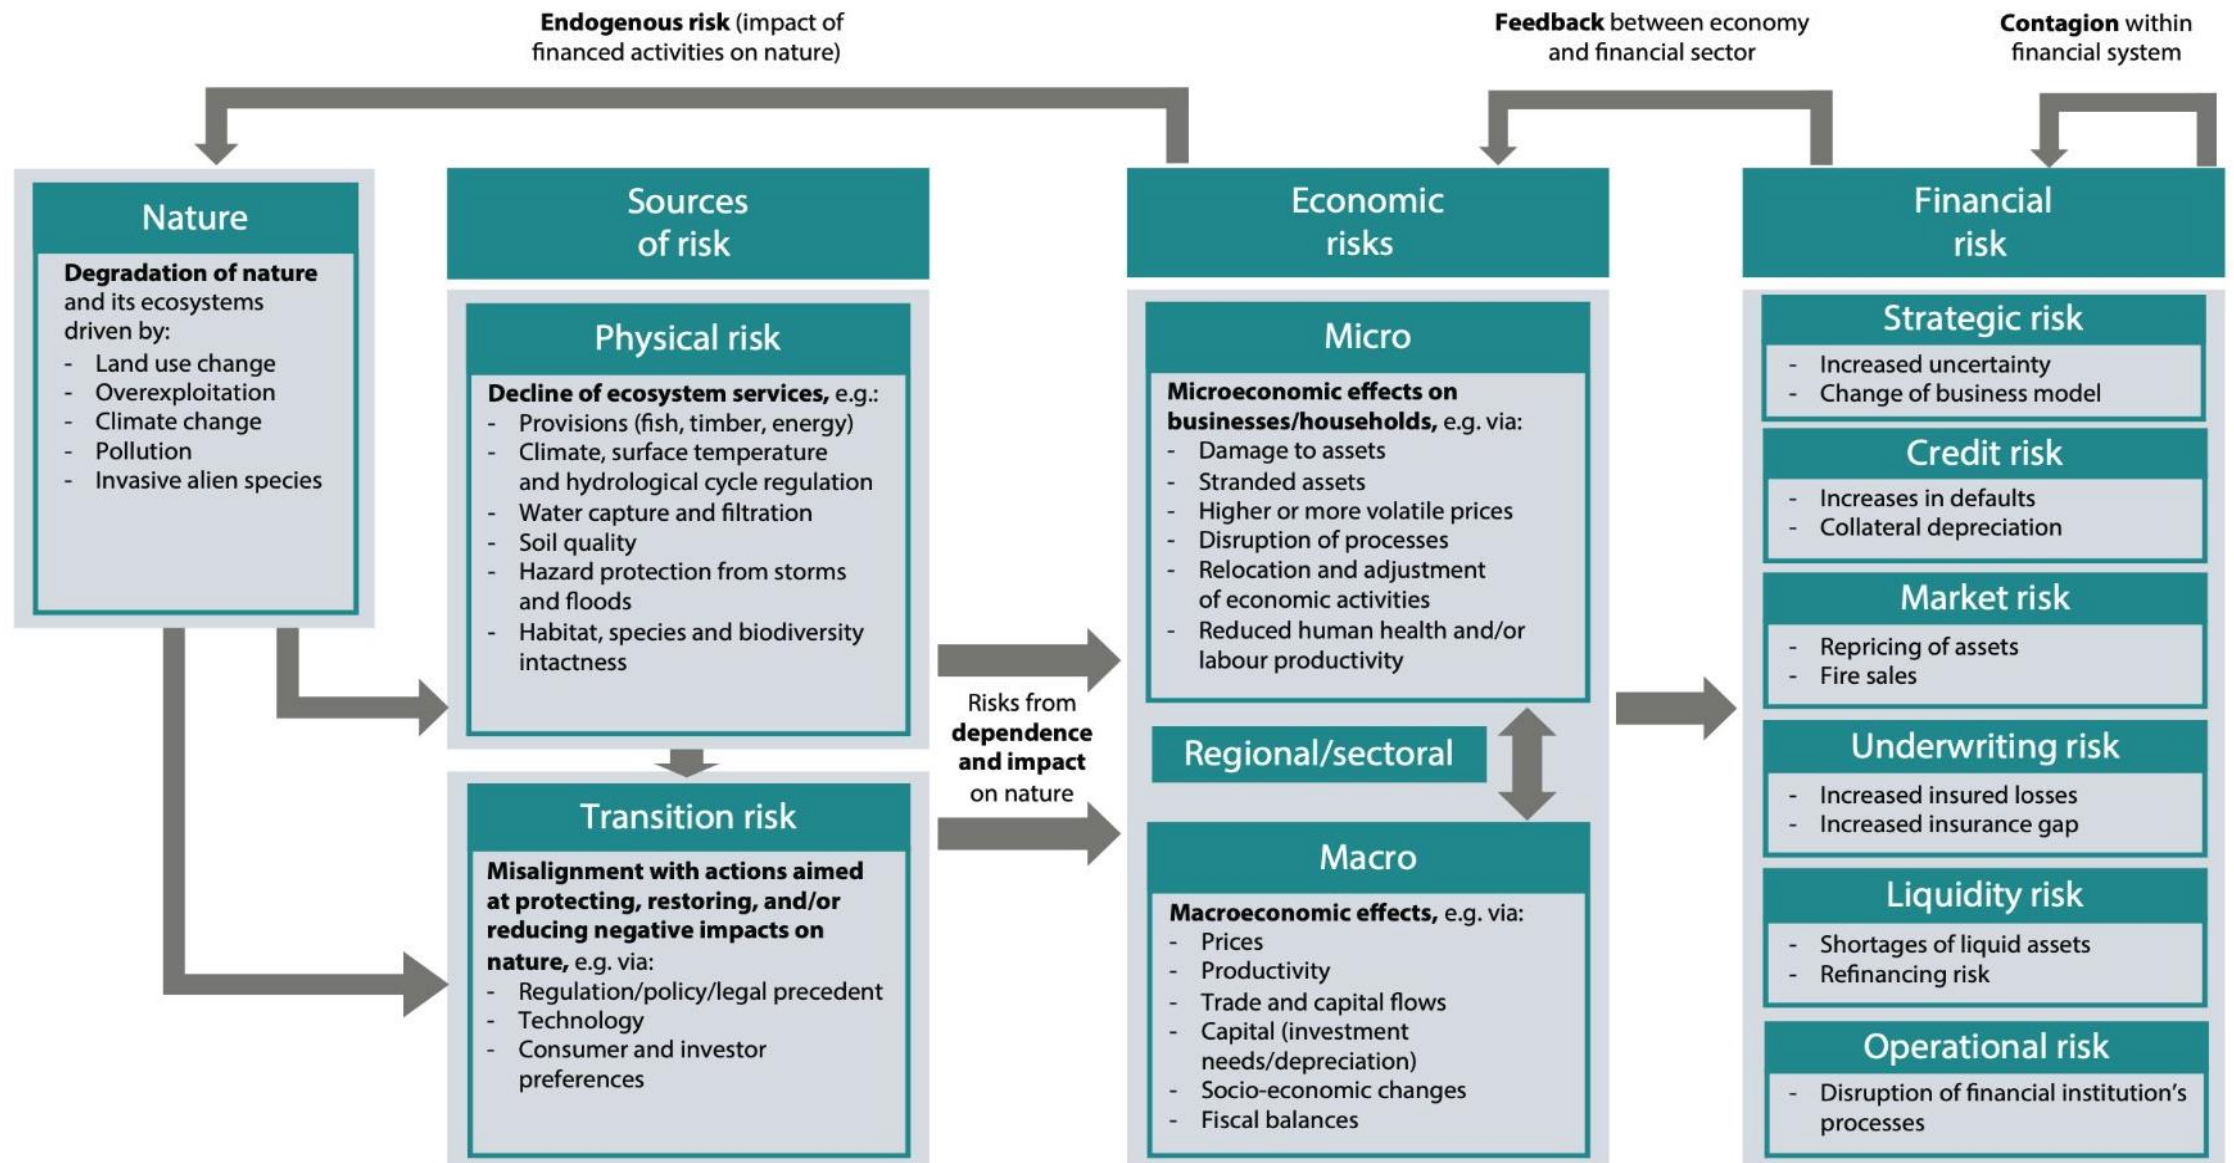 Endogenous risk (impact of
financed activities on nature)
Feedback between economy
and financial sector
Contagion within
financial system
Nature
Degradation of nature
and its ecosystems
driven by:
- Land use change
- Overexploitation
- Climate change
- Pollution
- Invasive alien species
Sources
of risk
Physical risk
Decline of ecosystem services, e.g.:
- Provisions (fish, timber, energy)
- Climate, surface temperature
and hydrological cycle regulation
- Water capture and filtration
- Soil quality
- Hazard protection from storms
and floods
- Habitat, species and biodiversity
intactness
Transition risk
Misalignment with actions aimed
at protecting, restoring, and/or
reducing negative impacts on
nature, e.g. via:
- Regulation/policy/legal precedent
- Technology
- Consumer and investor
preferences
Risks from
dependence
and impact
on nature
Economic
risks
Micro
Microeconomic effects on
businesses/households, e.g. via:
- Damage to assets
- Stranded assets
- Higher or more volatile prices
- Disruption of processes
- Relocation and adjustment
of economic activities
- Reduced human health and/or
labour productivity
Regional/sectoral
Macro
Macroeconomic effects, e.g. via:
- Prices
- Productivity
- Trade and capital flows
- Capital (investment
needs/depreciation)
- Socio-economic changes
- Fiscal balances
Financial
risk
Strategic risk
- Increased uncertainty
- Change of business model
Credit risk
- Increases in defaults
- Collateral depreciation
Market risk
- Repricing of assets
- Fire sales
Underwriting risk
- Increased insured losses
- Increased insurance gap
Liquidity risk
- Shortages of liquid assets
- Refinancing risk
Operational risk
- Disruption of financial institution's
processes